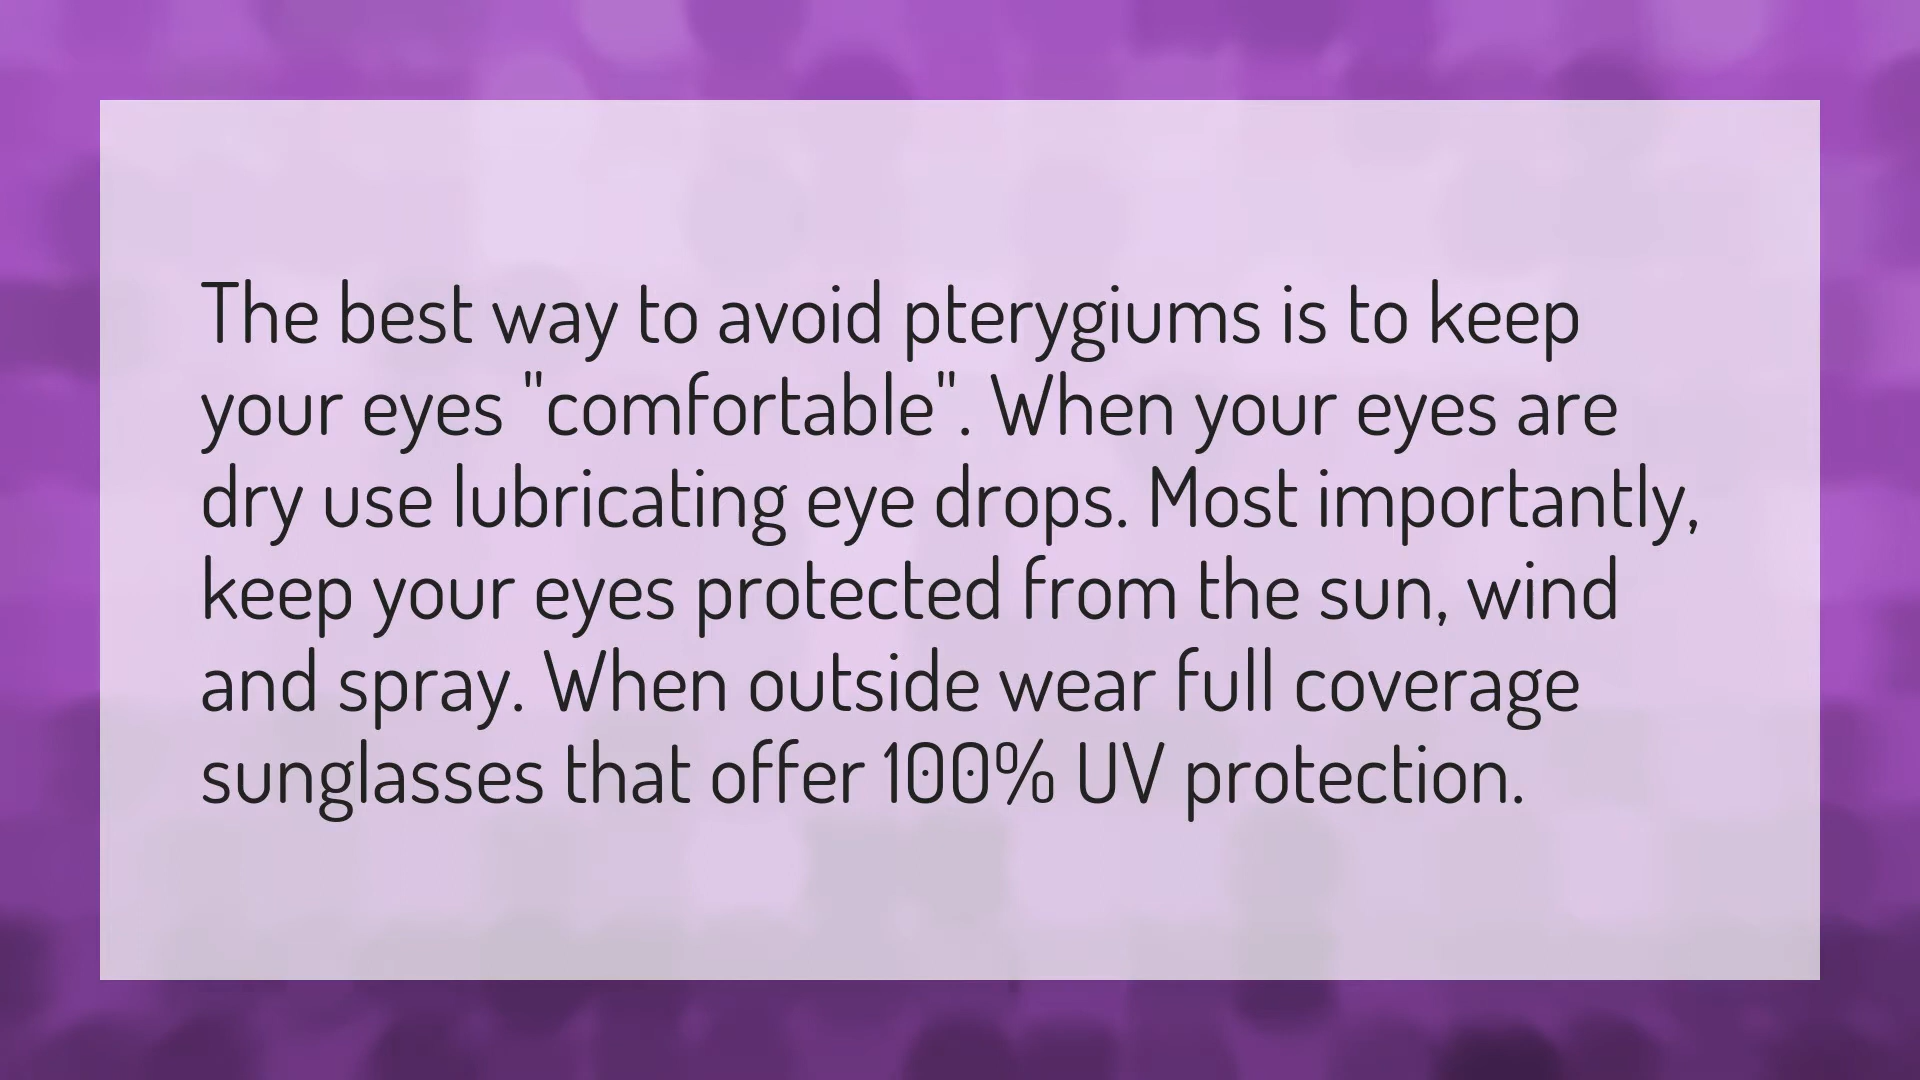 The best way to avoid pterygiums is to keep
your eyes "comfortable". When your eyes are
dry use lubricating eye drops. Most importantly,
keep your eyes protected from the sun, wind
and spray. When outside wear full coverage
sunglasses that offer 100% UV protection.